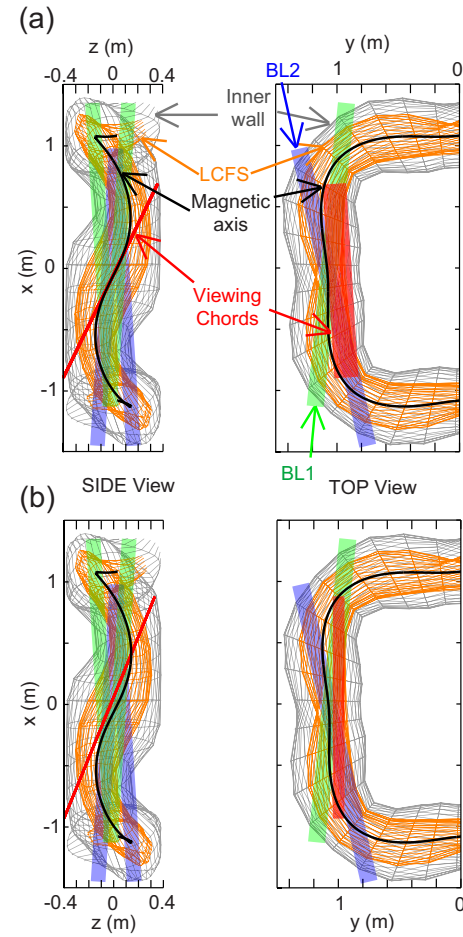 (a)
z (m)
-0.4 0 0.4
y (m)
1 0
BL2
Inner
wall
LCFS
Magnetic
axis
Viewing
Chords
x (m)
1
0
-1
BL1
(b)
SIDE View
TOP View
x (m)
1
0
-1
-0.4 0 0.4
z (m)
1 0
y (m)